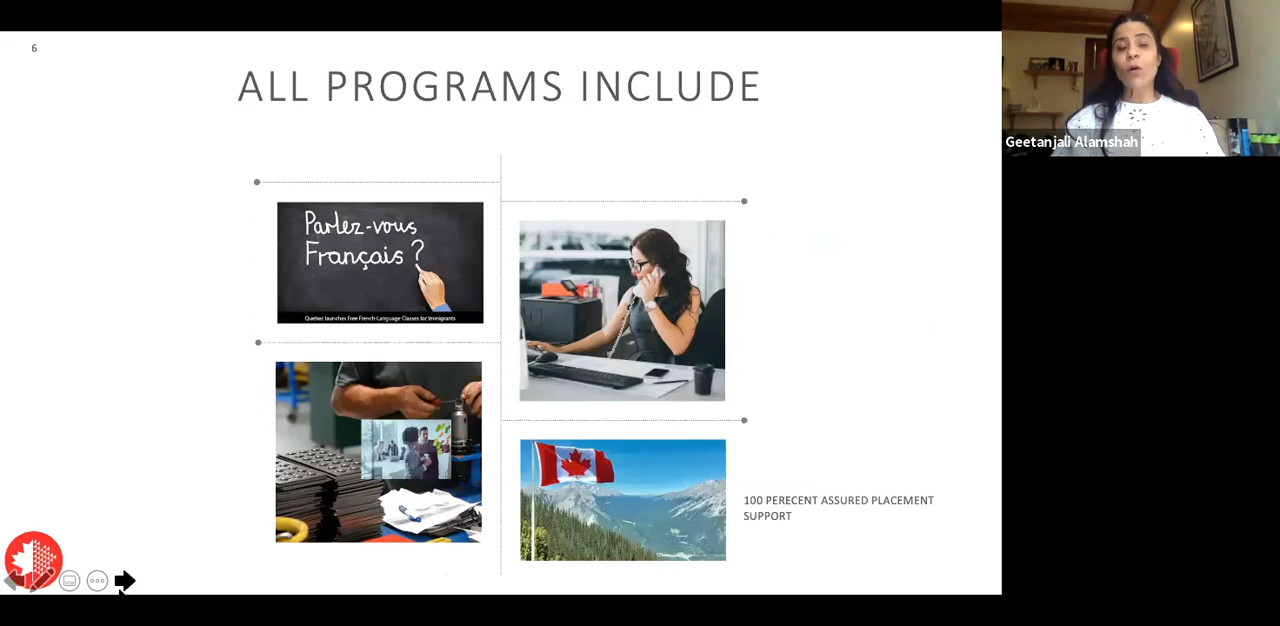 6
ALL PROGRAMS INCLUDE
Geetanjali Alamshah
Parlez-vous
Français ?
Quebec launches Free French-Language Classes for Immigrants
100 PERECENT ASSURED PLACEMENT
SUPPORT